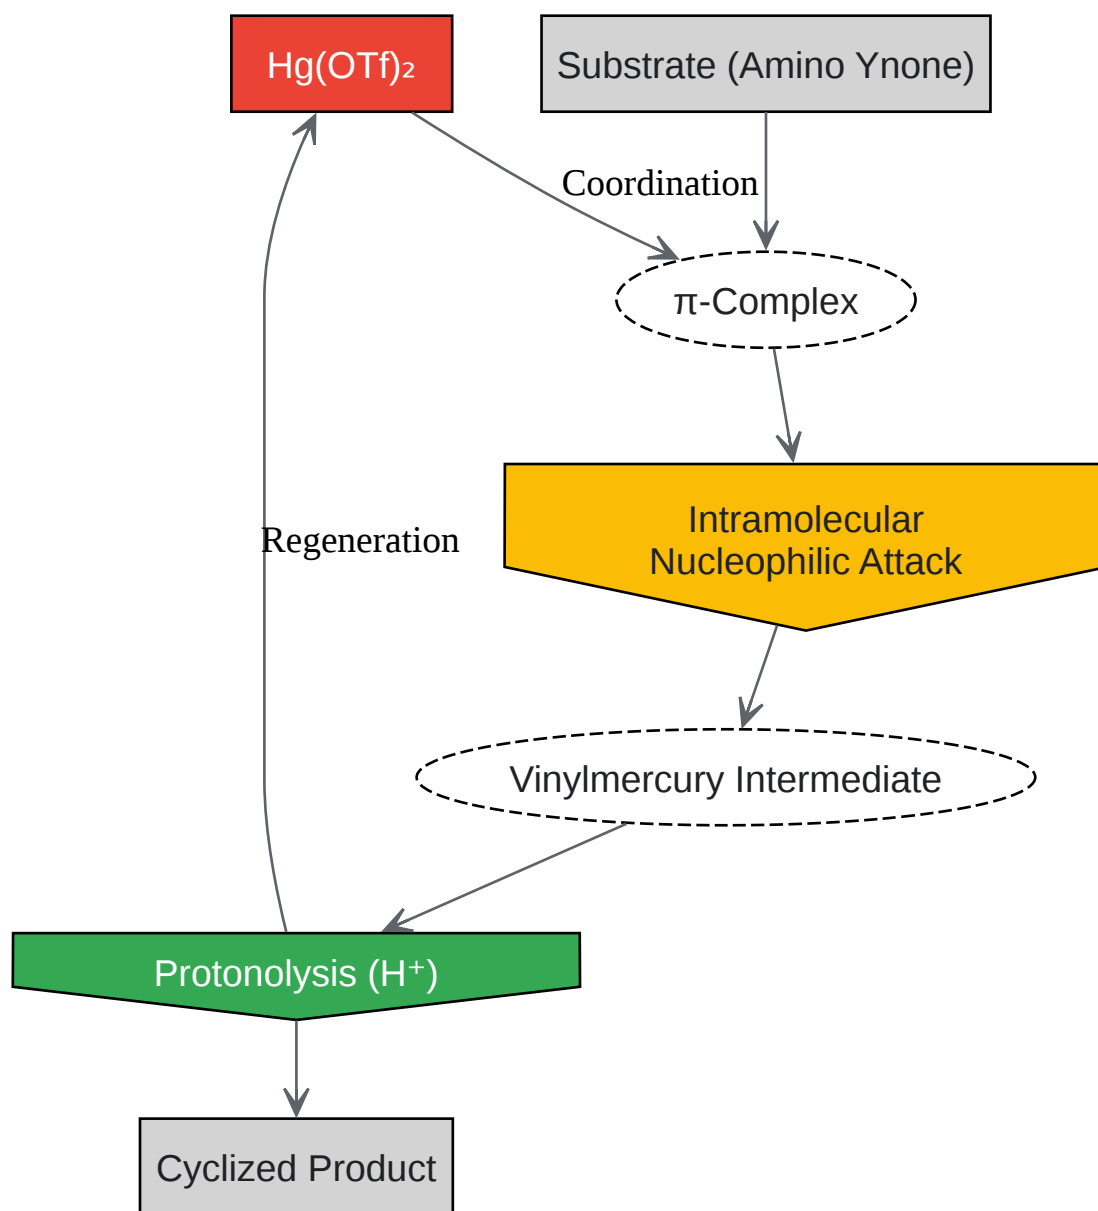 Hg(OTf)₂
Substrate (Amino Ynone)
Coordination
π-Complex
Intramolecular
Nucleophilic Attack
Regeneration
Vinylmercury Intermediate
Protonolysis (H⁺)
Cyclized Product